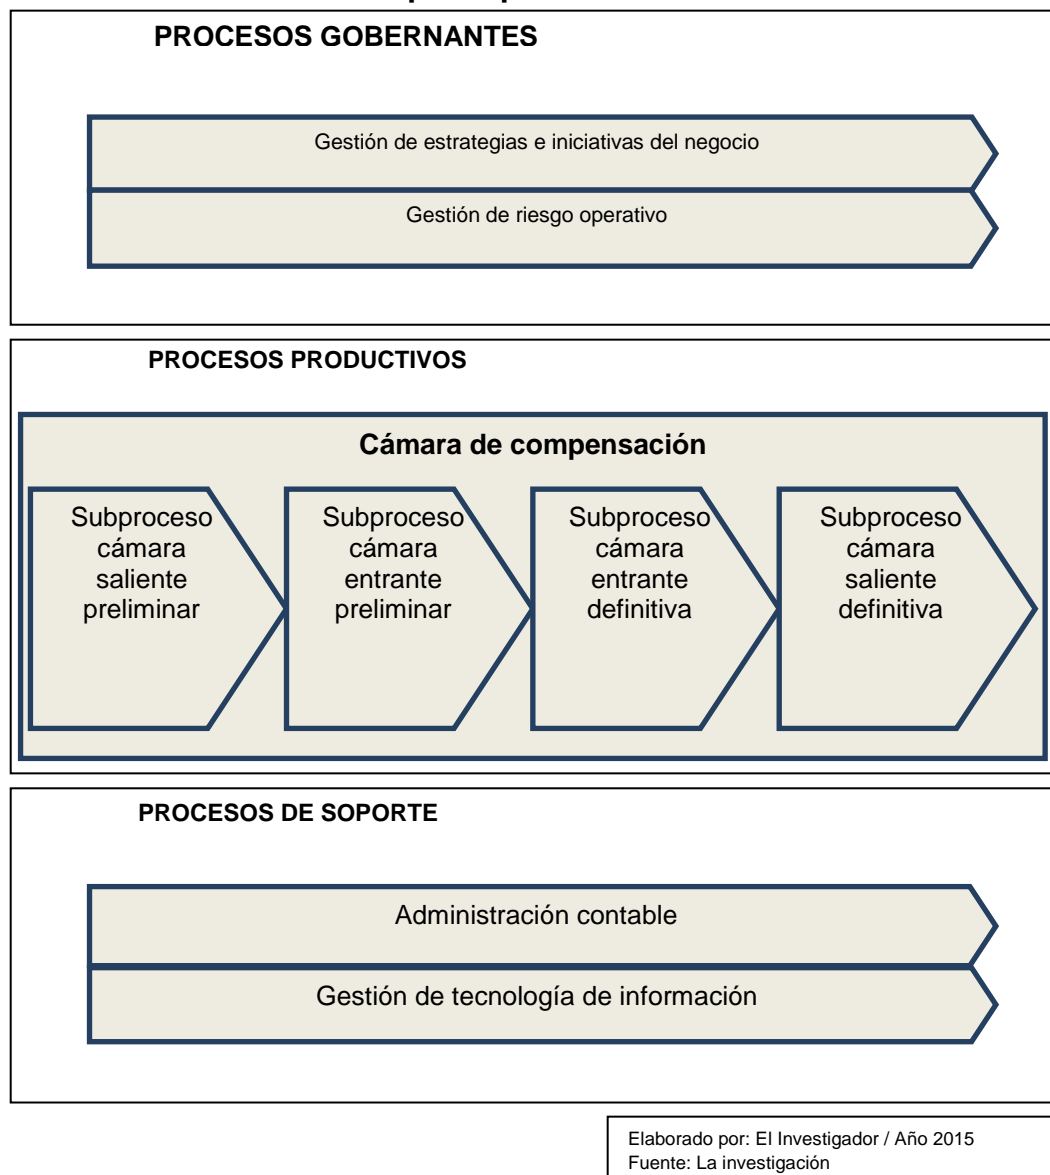 PROCESOS GOBERNANTES
Gestión de estrategias e iniciativas del negocio
Gestión de riesgo operativo
PROCESOS PRODUCTIVOS
Cámara de compensación
Subproceso
cámara
saliente
preliminar
Subproceso
cámara
entrante
preliminar
Subproceso
cámara
entrante
definitiva
Subproceso
cámara
saliente
definitiva
PROCESOS DE SOPORTE
Administración contable
Gestión de tecnología de información
Elaborado por: El Investigador / Año 2015
Fuente: La investigación